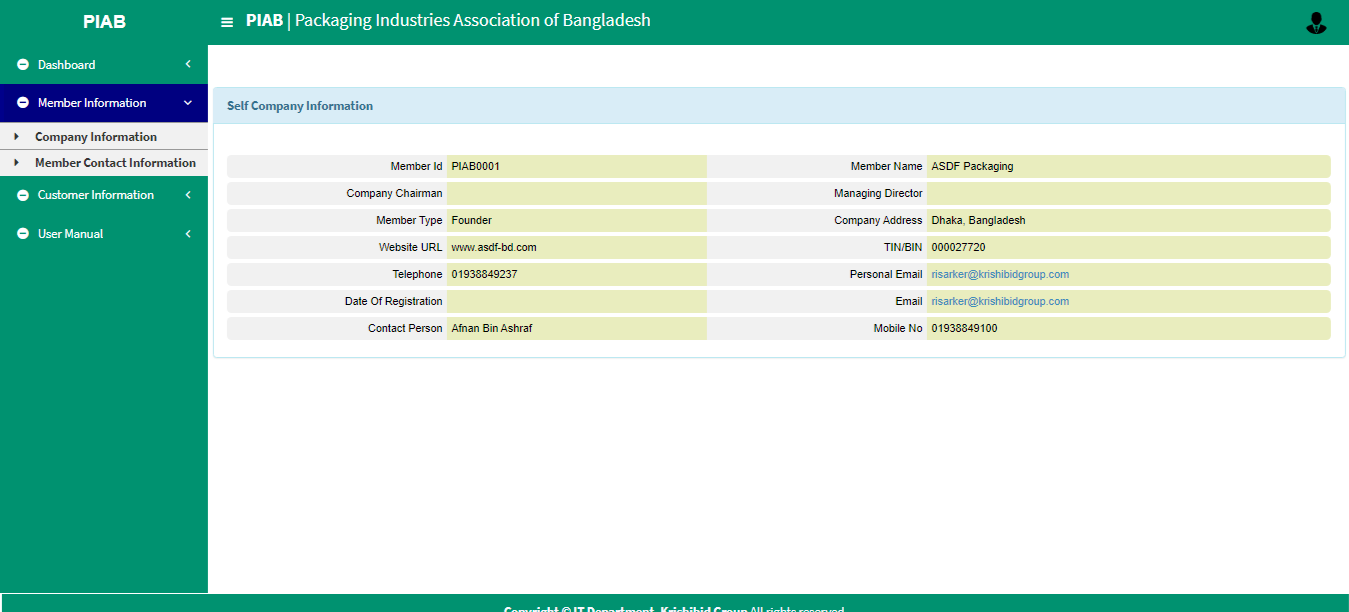 PIAB
PIAB | Packaging Industries Association of Bangladesh
Dashboard
Member Information
Company Information
Member Contact Information
Customer Information
User Manual
Self Company Information
Member Id PIAB0001 Member Name ASDF Packaging
Company Chairman Managing Director
Member Type Founder Company Address Dhaka, Bangladesh
Website URL www.asdf-bd.com TIN/BIN 000027720
Telephone 01938849237 Personal Email risarker@krishibidgroup.com
Date Of Registration Email risarker@krishibidgroup.com
Contact Person Afnan Bin Ashraf Mobile No 01938849100
Copyright © IT Department, Krishibid Group All rights reserved